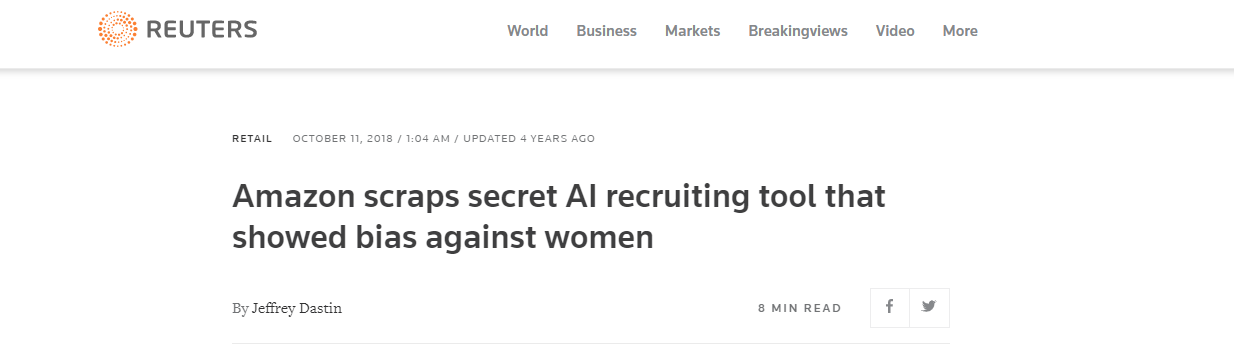 REUTERS World Business Markets Breakingviews Video More
RETAIL OCTOBER 11, 2018 / 1:04 AM / UPDATED 4 YEARS AGO
Amazon scraps secret AI recruiting tool that
showed bias against women
By Jeffrey Dastin 8 MIN READ